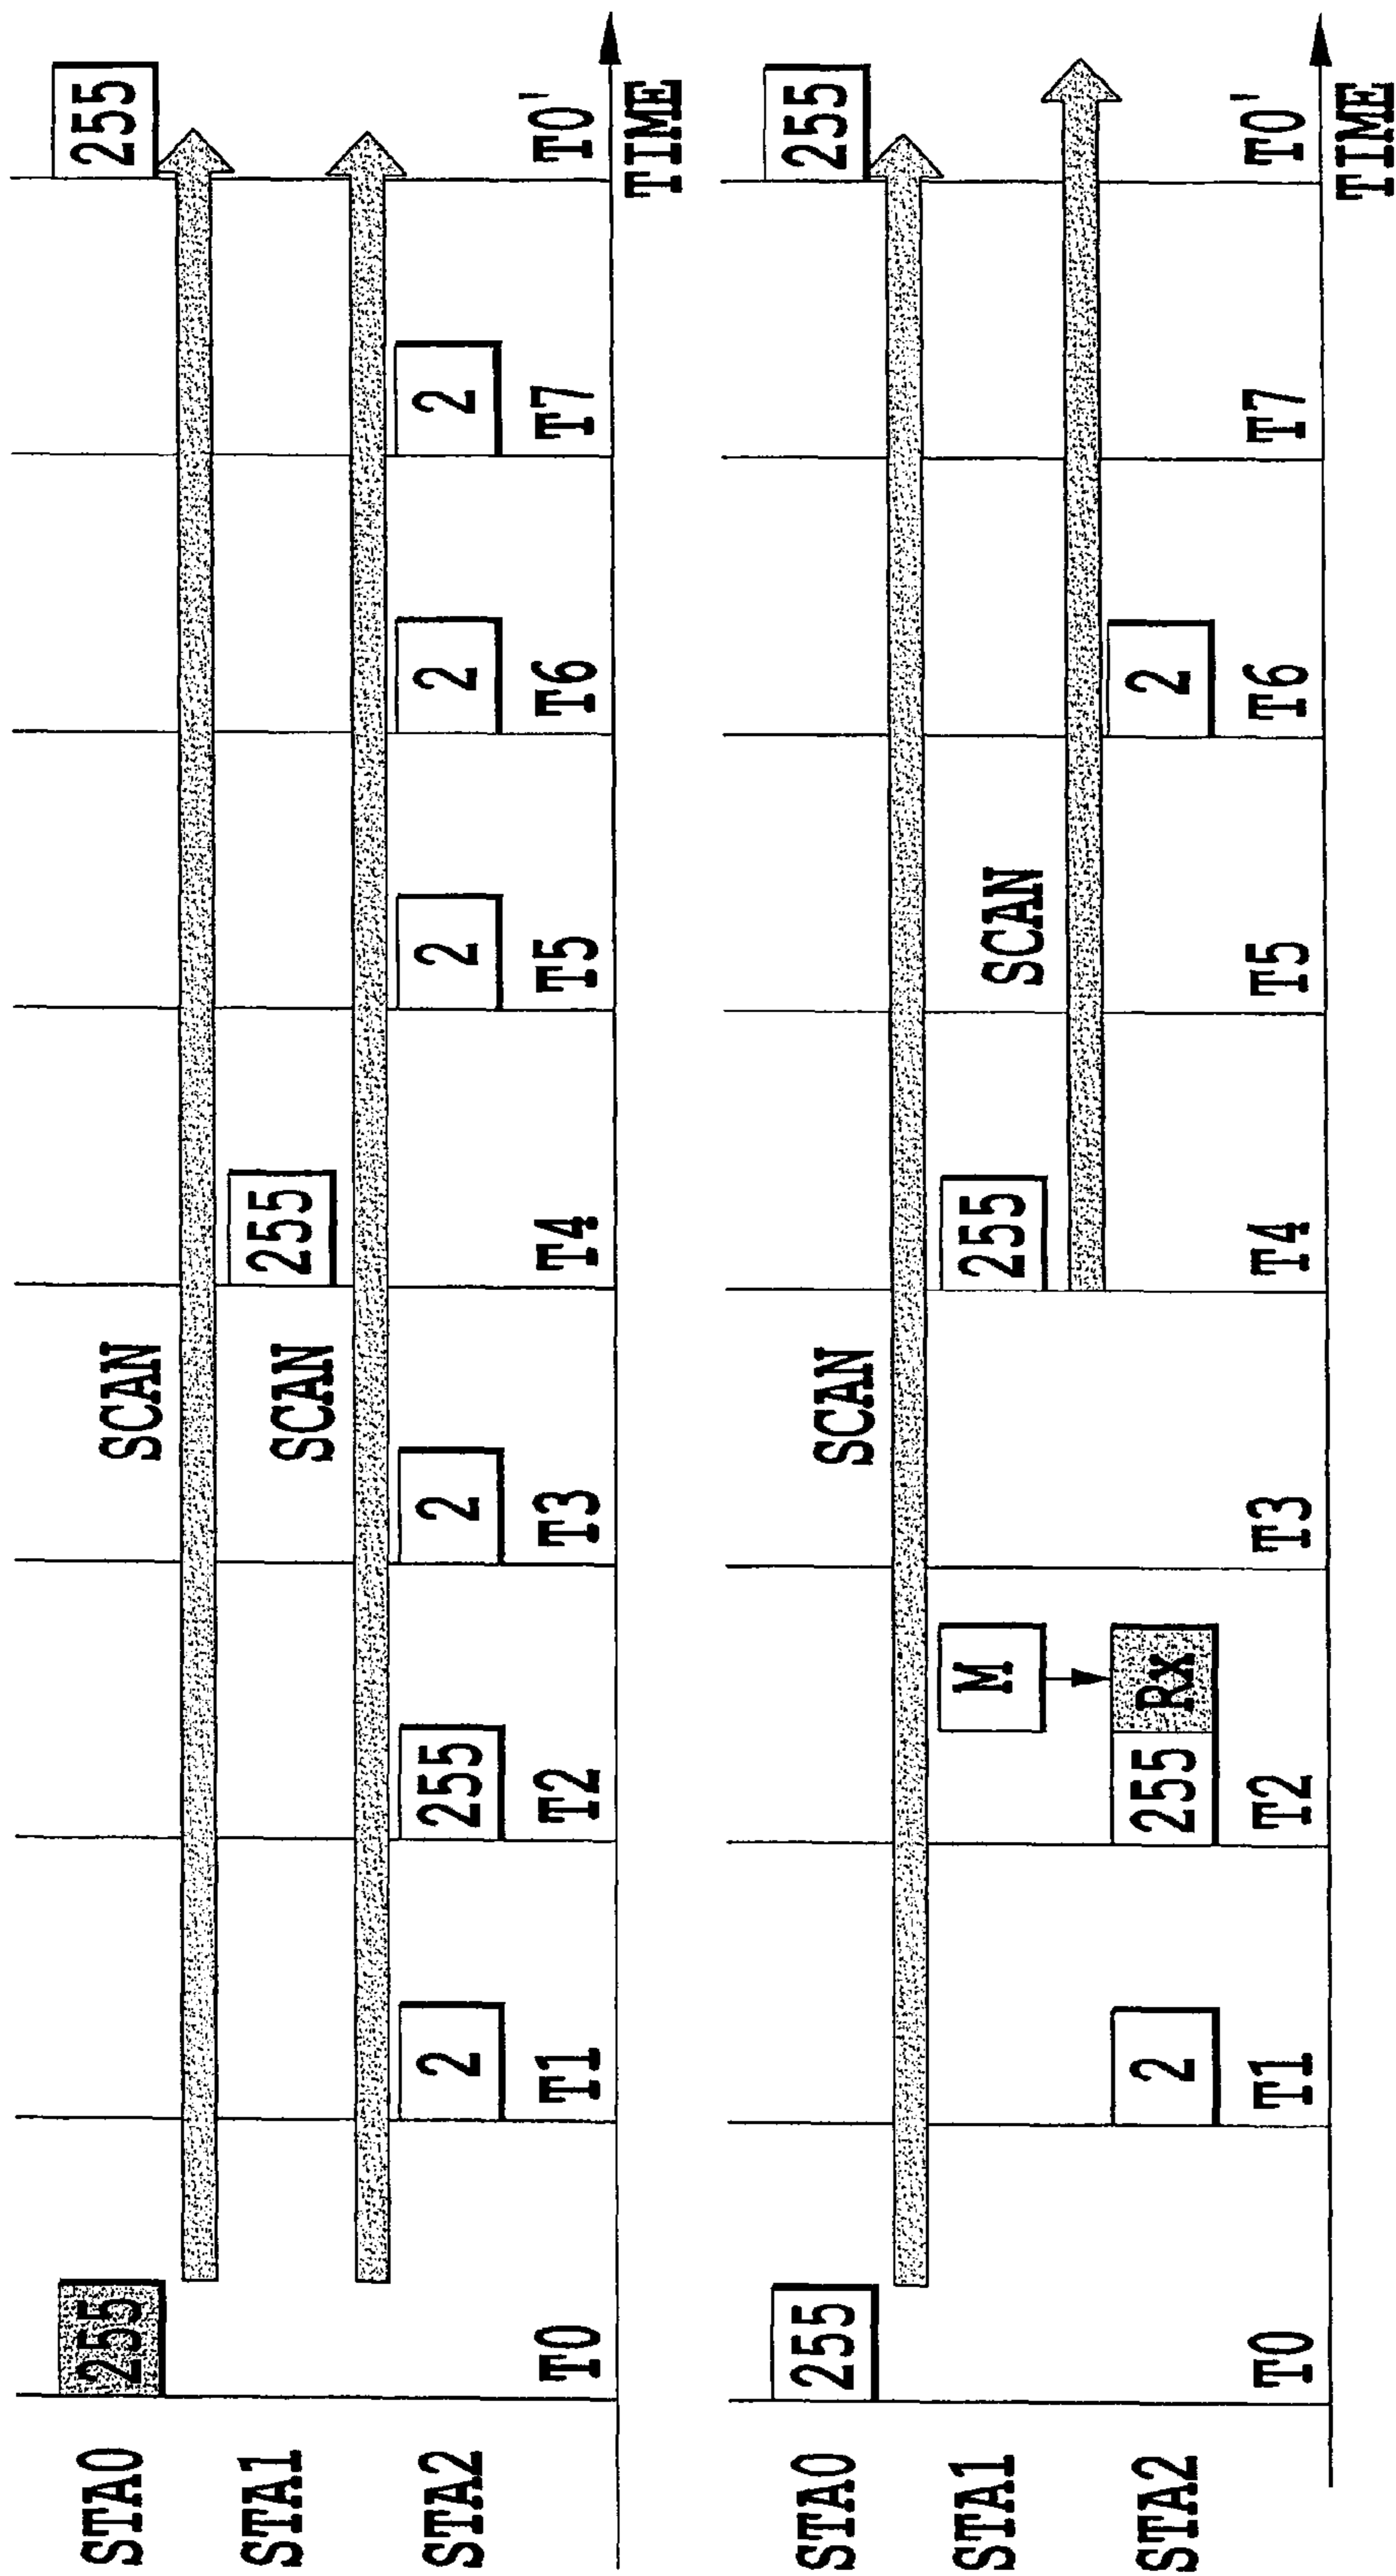 STA0 255 SCAN 255
STA1 SCAN 255
STA2 2 255 2 2 2 2
T0 T1 T2 T3 T4 T5 T6 T7 T0'
TIME
STA0 255 SCAN 255
STA1 M 255 SCAN
STA2 2 255 Rx 2
T0 T1 T2 T3 T4 T5 T6 T7 T0'
TIME